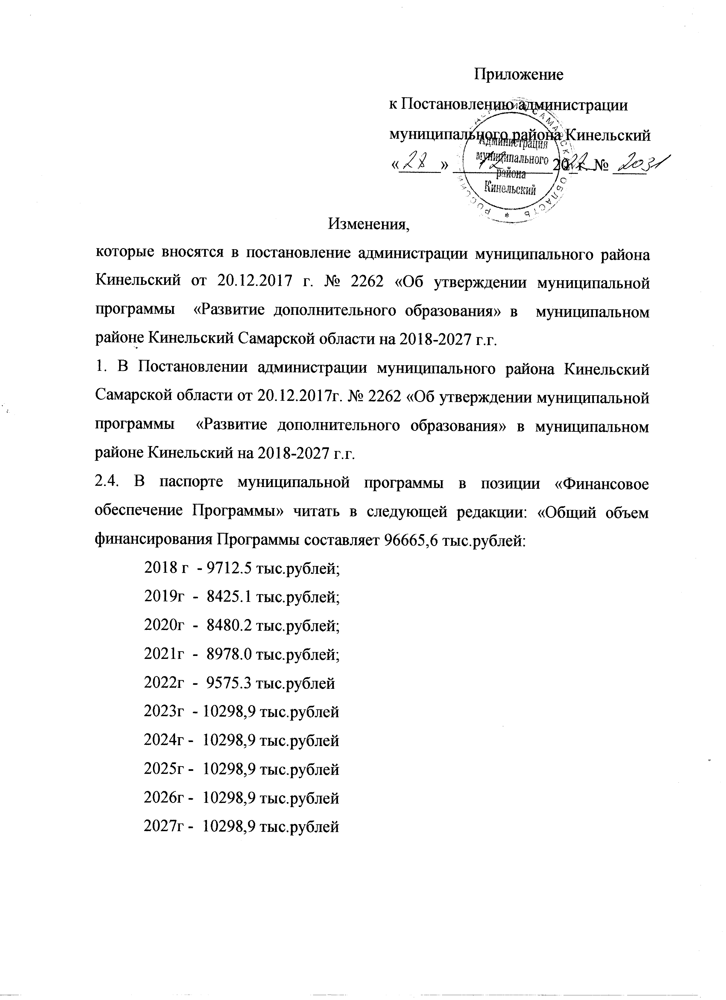 Приложение
к Постановлению администрации
муниципального района Кинельский
«28» 12 2022 г. № 2031
Администрация
муниципального
района
Кинельский
САМАРСКАЯ ОБЛАСТЬ * РОССИЙСКАЯ
Изменения,
которые вносятся в постановление администрации муниципального района
Кинельский от 20.12.2017 г. № 2262 «Об утверждении муниципальной
программы «Развитие дополнительного образования» в муниципальном
районе Кинельский Самарской области на 2018-2027 г.г.
1. В Постановлении администрации муниципального района Кинельский
Самарской области от 20.12.2017г. № 2262 «Об утверждении муниципальной
программы «Развитие дополнительного образования» в муниципальном
районе Кинельский на 2018-2027 г.г.
2.4. В паспорте муниципальной программы в позиции «Финансовое
обеспечение Программы» читать в следующей редакции: «Общий объем
финансирования Программы составляет 96665,6 тыс.рублей:
2018 г - 9712.5 тыс.рублей;
2019г - 8425.1 тыс.рублей;
2020г - 8480.2 тыс.рублей;
2021г - 8978.0 тыс.рублей;
2022г - 9575.3 тыс.рублей
2023г - 10298,9 тыс.рублей
2024г - 10298,9 тыс.рублей
2025г - 10298,9 тыс.рублей
2026г - 10298,9 тыс.рублей
2027г - 10298,9 тыс.рублей